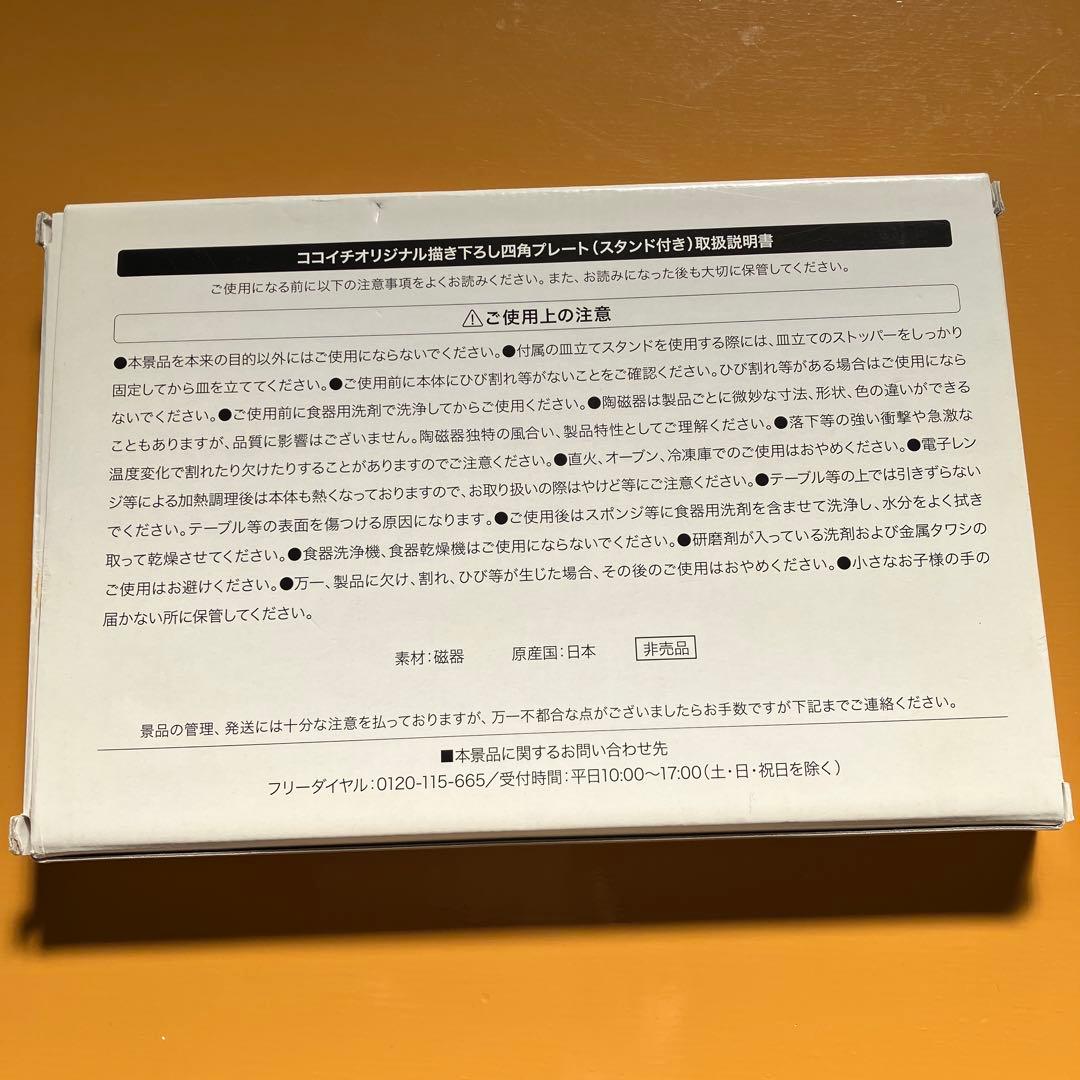 ココイチオリジナル描き下ろし四角プレート(スタンド付き)取扱説明書
ご使用になる前に以下の注意事項をよくお読みください。また、お読みになった後も大切に保管してください。
⚠ご使用上の注意
●本景品を本来の目的以外にはご使用にならないでください。●付属の皿立てスタンドを使用する際には、皿立てのストッパーをしっかり
固定してから皿を立ててください。●ご使用前に本体にひび割れ等がないことをご確認ください。ひび割れ等がある場合はご使用になら
ないでください。●ご使用前に食器用洗剤で洗浄してからご使用ください。●陶磁器は製品ごとに微妙な寸法、形状、色の違いができる
こともありますが、品質に影響はございません。陶磁器独特の風合い、製品特性としてご理解ください。●落下等の強い衝撃や急激な
温度変化で割れたり欠けたりすることがありますのでご注意ください。●直火、オーブン、冷凍庫でのご使用はおやめください。●電子レン
ジ等による加熱調理後は本体も熱くなっておりますので、お取り扱いの際はやけど等にご注意ください。●テーブル等の上では引きずらない
でください。テーブル等の表面を傷つける原因になります。●ご使用後はスポンジ等に食器用洗剤を含ませて洗浄し、水分をよく拭き
取って乾燥させてください。●食器洗浄機、食器乾燥機はご使用にならないでください。●研磨剤が入っている洗剤および金属タワシの
ご使用はお避けください。●万一、製品に欠け、割れ、ひび等が生じた場合、その後のご使用はおやめください。●小さなお子様の手の
届かない所に保管してください。
素材:磁器 原産国:日本 非売品
景品の管理、発送には十分な注意を払っておりますが、万一不都合な点がございましたらお手数ですが下記までご連絡ください。
■本景品に関するお問い合わせ先
フリーダイヤル:0120-115-665/受付時間:平日10:00〜17:00(土・日・祝日を除く)